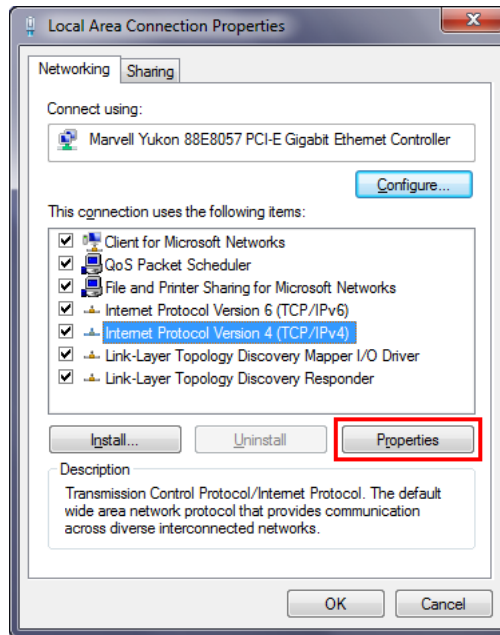 Local Area Connection Properties
Networking
Sharing
Connect using:
Marvell Yukon 88E8057 PCI-E Gigabit Ethernet Controller
Configure...
This connection uses the following items:
Client for Microsoft Networks
QoS Packet Scheduler
File and Printer Sharing for Microsoft Networks
Internet Protocol Version 6 (TCP/IPv6)
Internet Protocol Version 4 (TCP/IPv4)
Link-Layer Topology Discovery Mapper I/O Driver
Link-Layer Topology Discovery Responder
Install...
Uninstall
Properties
Description
Transmission Control Protocol/Internet Protocol. The default
wide area network protocol that provides communication
across diverse interconnected networks.
OK
Cancel